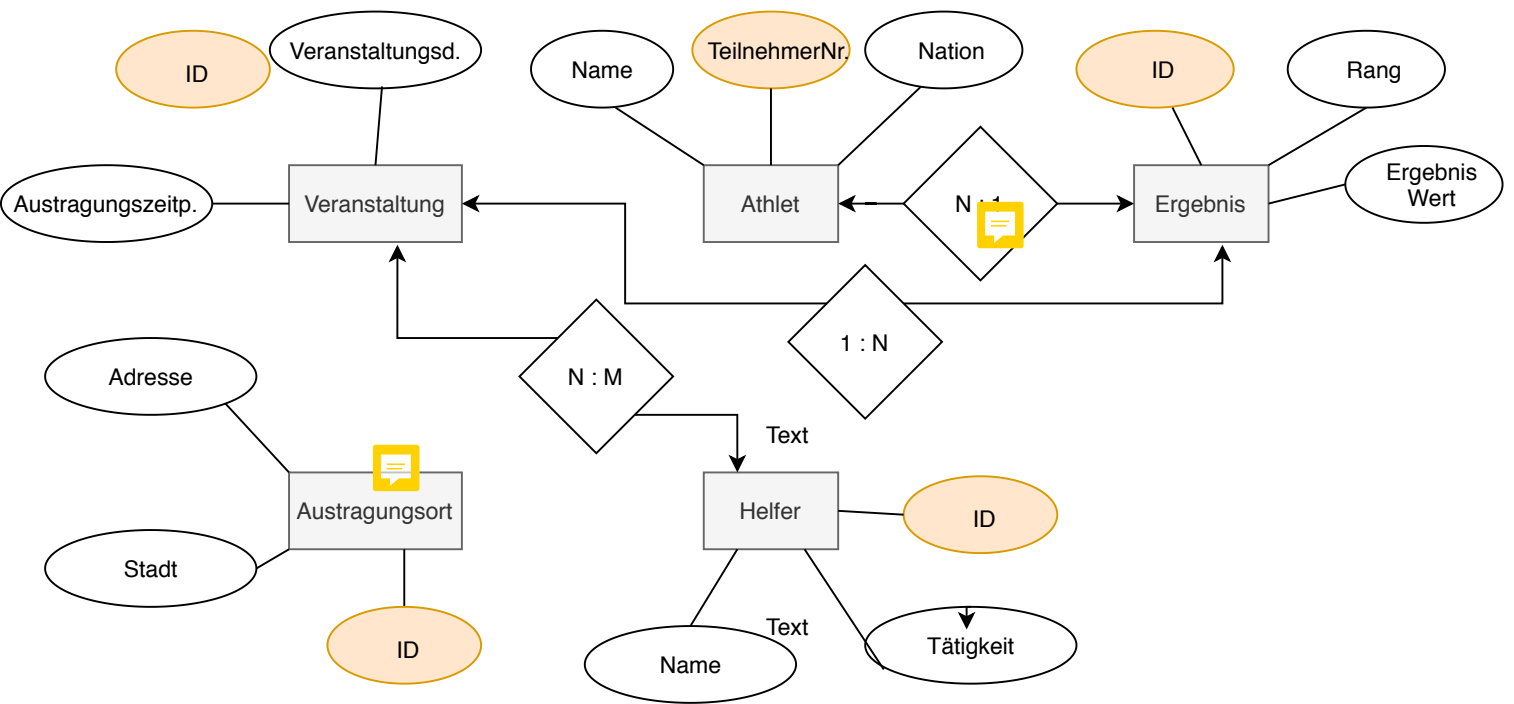 ID
Veranstaltungsd.
Name
TeilnehmerNr.
Nation
ID
Rang
Austragungszeitp.
Veranstaltung
Athlet
N : 1
Ergebnis
Ergebnis
Wert
1 : N
N : M
Adresse
Text
Austragungsort
Helfer
ID
Stadt
ID
Text
Name
Tätigkeit